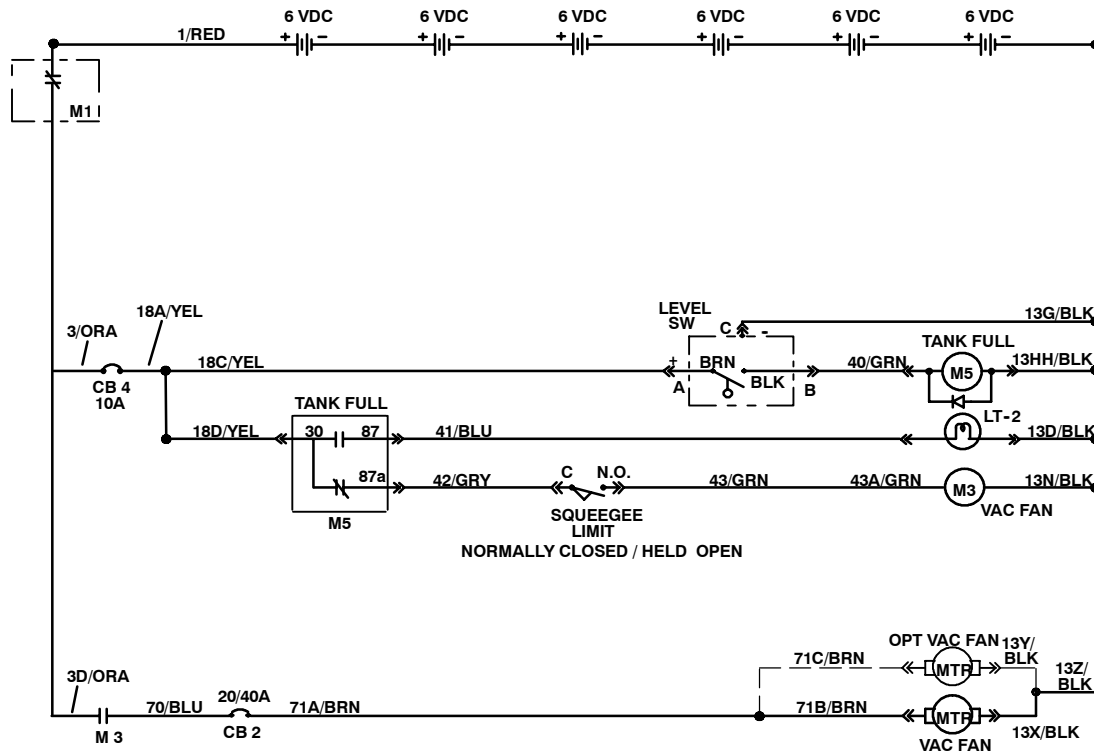 6 VDC 6 VDC 6 VDC 6 VDC 6 VDC 6 VDC
1/RED + - + - + - + - + - + -
M1
18A/YEL
LEVEL
SW
C -
13G/BLK
3/ORA
TANK FULL
18C/YEL
+ BRN
40/GRN
13HH/BLK
CB 4
10A
A BLK B
M5
TANK FULL
LT-2
18D/YEL 30 87 41/BLU 13D/BLK
87a 42/GRY C N.O. 43/GRN 43A/GRN M3 13N/BLK
M5
SQUEEGEE
LIMIT
VAC FAN
NORMALLY CLOSED / HELD OPEN
OPT VAC FAN 13Y/
BLK
71C/BRN MTR 13Z/
BLK
3D/ORA
70/BLU 20/40A 71A/BRN 71B/BRN MTR
M 3 CB 2 VAC FAN 13X/BLK